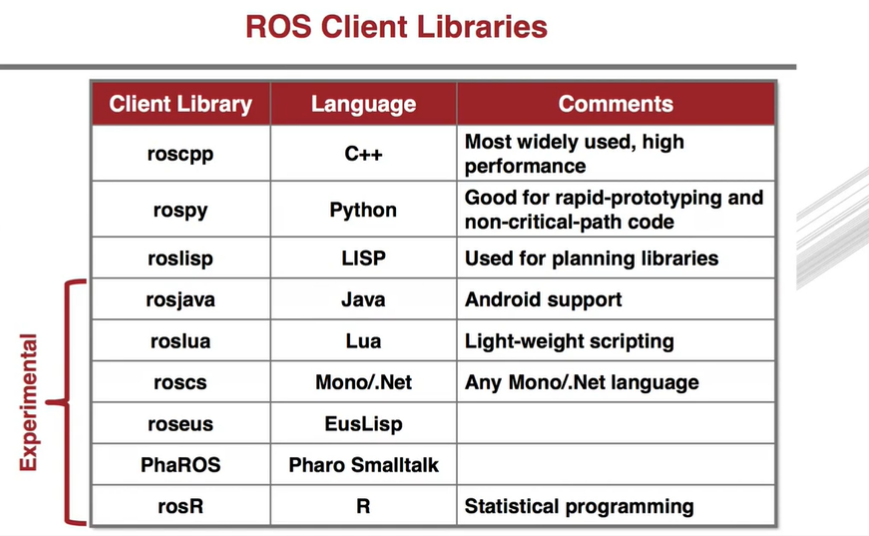 ROS Client Libraries
Client Library Language Comments
roscpp C++ Most widely used, high
performance
rospy Python Good for rapid-prototyping and
non-critical-path code
roslisp LISP Used for planning libraries
rosjava Java Android support
roslua Lua Light-weight scripting
roscs Mono/.Net Any Mono/.Net language
roseus EusLisp
PhaROS Pharo Smalltalk
rosR R Statistical programming
Experimental